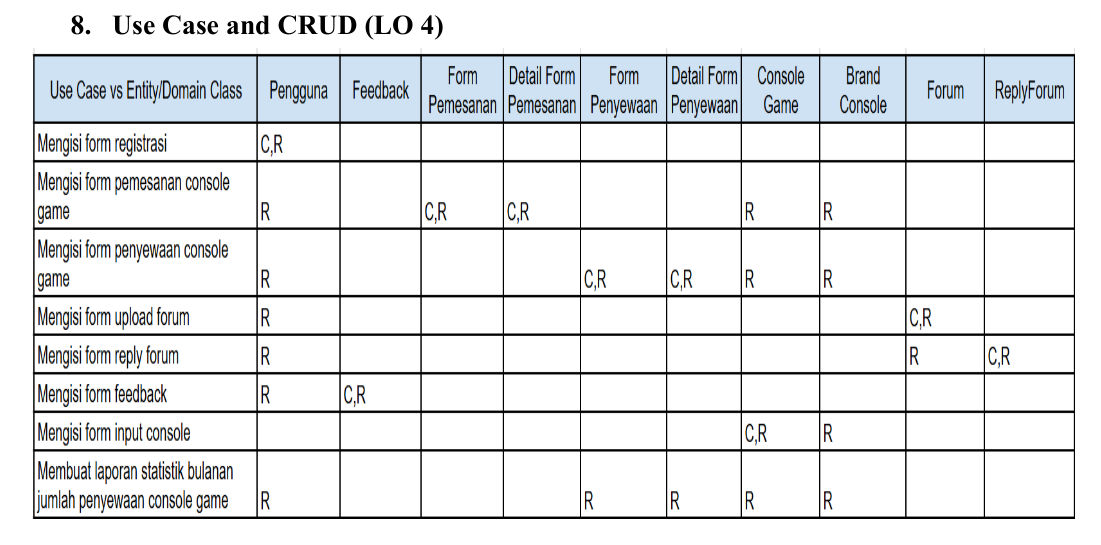 8. Use Case and CRUD (LO 4)
Use Case vs Entity/Domain Class Pengguna Feedback Form Pemesanan Detail Form Pemesanan Form Penyewaan Detail Form Penyewaan Console Game Brand Console Forum ReplyForum
Mengisi form registrasi C,R
Mengisi form pemesanan console
game R C,R C,R R R
Mengisi form penyewaan console
game R C,R C,R R R
Mengisi form upload forum R C,R
Mengisi form reply forum R R C,R
Mengisi form feedback R C,R
Mengisi form input console C,R R
Membuat laporan statistik bulanan
jumlah penyewaan console game R R R R R